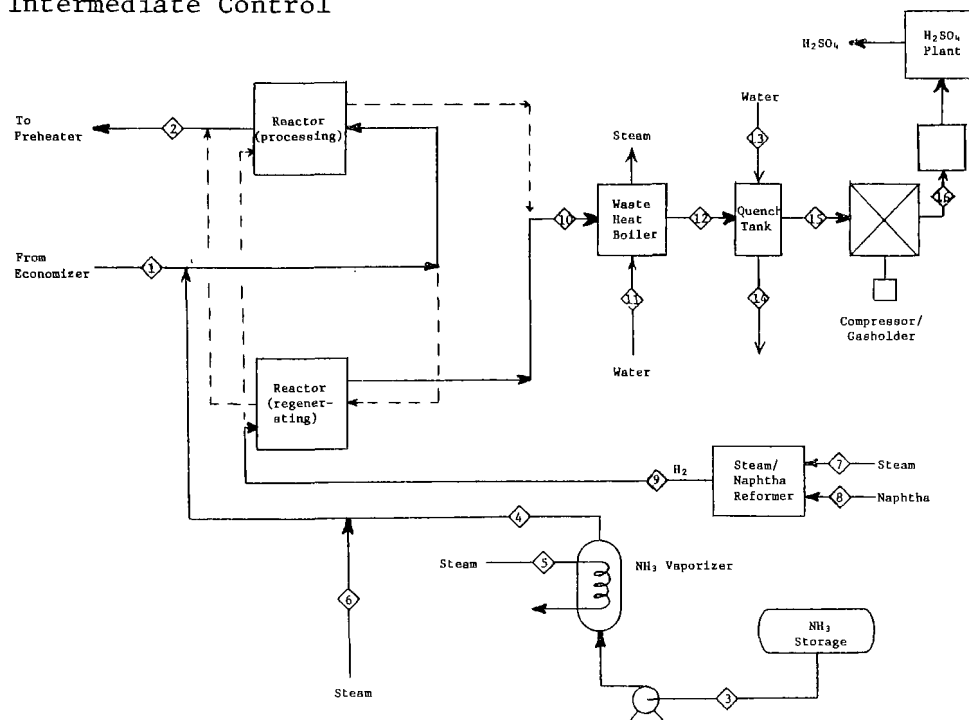 Intermediate Control
H₂SO₄
Plant
H₂SO₄
To
Preheater
2
Reactor
(processing)
Water
13
Steam
16
10
Waste
Heat
Boiler
12
Quench
Tank
15
From
Economizer
1
11
14
Compressor/
Gasholder
Water
Reactor
(regener-
ating)
9
H₂
Steam/
Naphtha
Reformer
7
Steam
8
Naphtha
4
Steam
5
NH₃ Vaporizer
6
NH₃
Storage
Steam
3